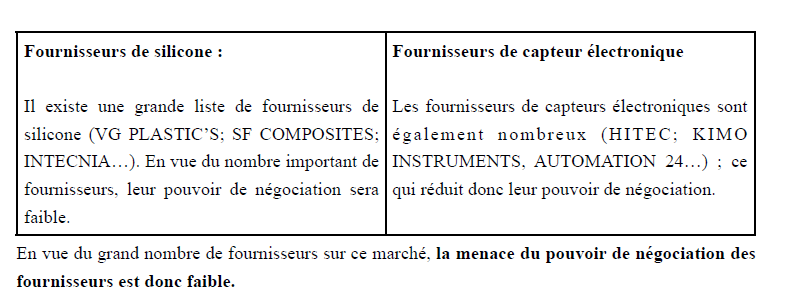 Fournisseurs de silicone :
Il existe une grande liste de fournisseurs de
silicone (VG PLASTIC’S; SF COMPOSITES;
INTECNIA…). En vue du nombre important de
fournisseurs, leur pouvoir de négociation sera
faible.
Fournisseurs de capteur électronique
Les fournisseurs de capteurs électroniques sont
également nombreux (HITEC; KIMO
INSTRUMENTS, AUTOMATION 24…) ; ce
qui réduit donc leur pouvoir de négociation.
En vue du grand nombre de fournisseurs sur ce marché, la menace du pouvoir de négociation des
fournisseurs est donc faible.